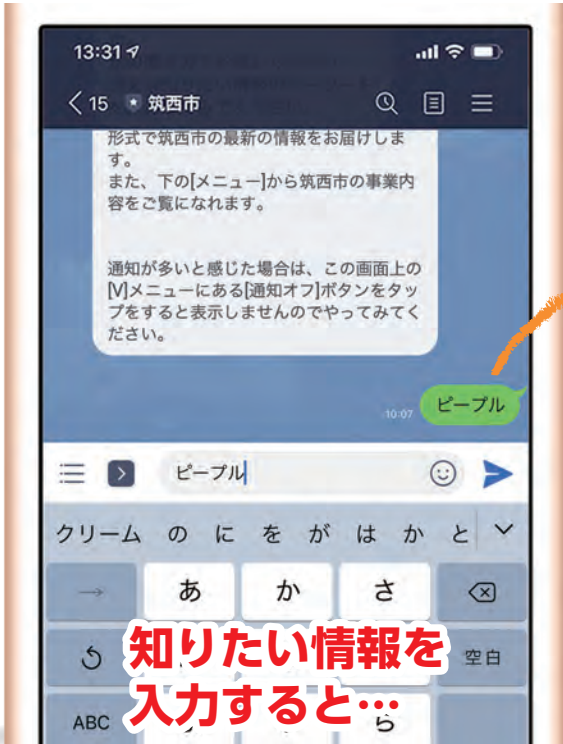 13:31
15 筑西市
形式で筑西市の最新の情報をお届けしま
す。
また、下の[メニュー]から筑西市の事業内
容をご覧になれます。
通知が多いと感じた場合は、この画面上の
[V]メニューにある[通知オフ]ボタンをタッ
プをすると表示しませんのでやってみてく
ださい。
10:07 ピープル
ピープル
クリーム の に を が は か と
→ あ か さ
知りたい情報を
空白
入力すると…
ABC ら